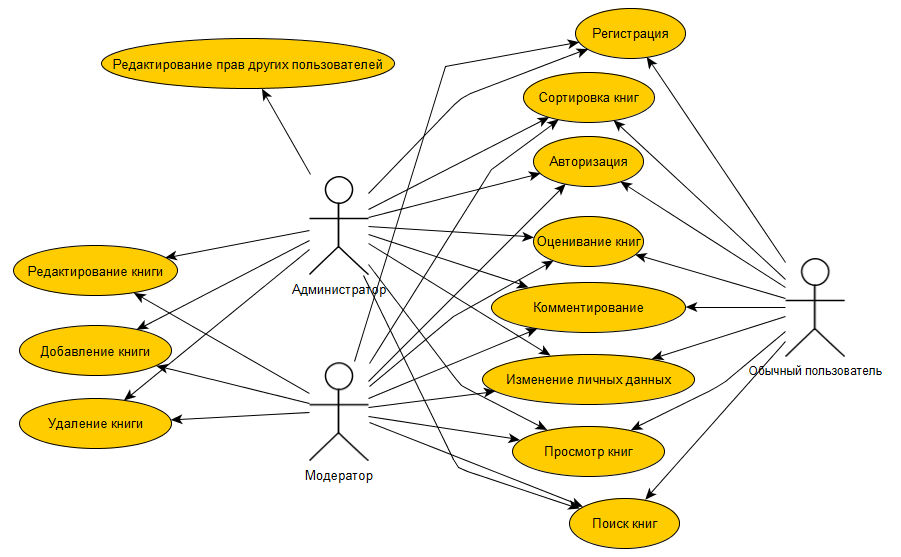 Регистрация
Редактирование прав других пользователей
Сортировка книг
Авторизация
Оценивание книг
Редактирование книги
Администратор
Комментирование
Добавление книги
Обычный пользователь
Изменение личных данных
Удаление книги
Просмотр книг
Модератор
Поиск книг